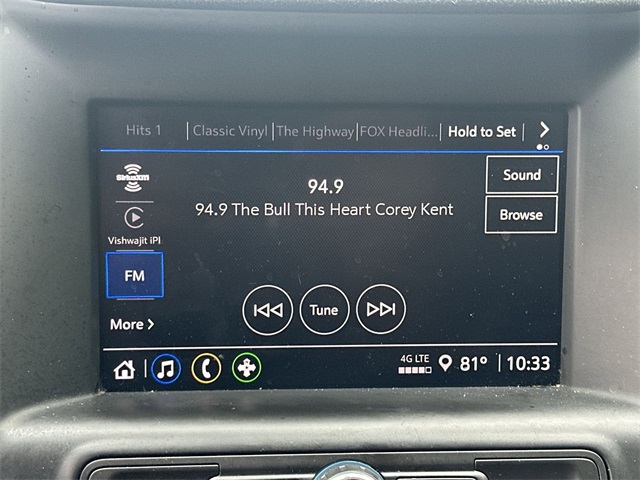 Hits 1 Classic Vinyl The Highway FOX Headli... Hold to Set
SiriusXM
94.9
Sound
94.9 The Bull This Heart Corey Kent
Browse
Vishwajit iPl
FM
Tune
More
4G LTE 81° 10:33